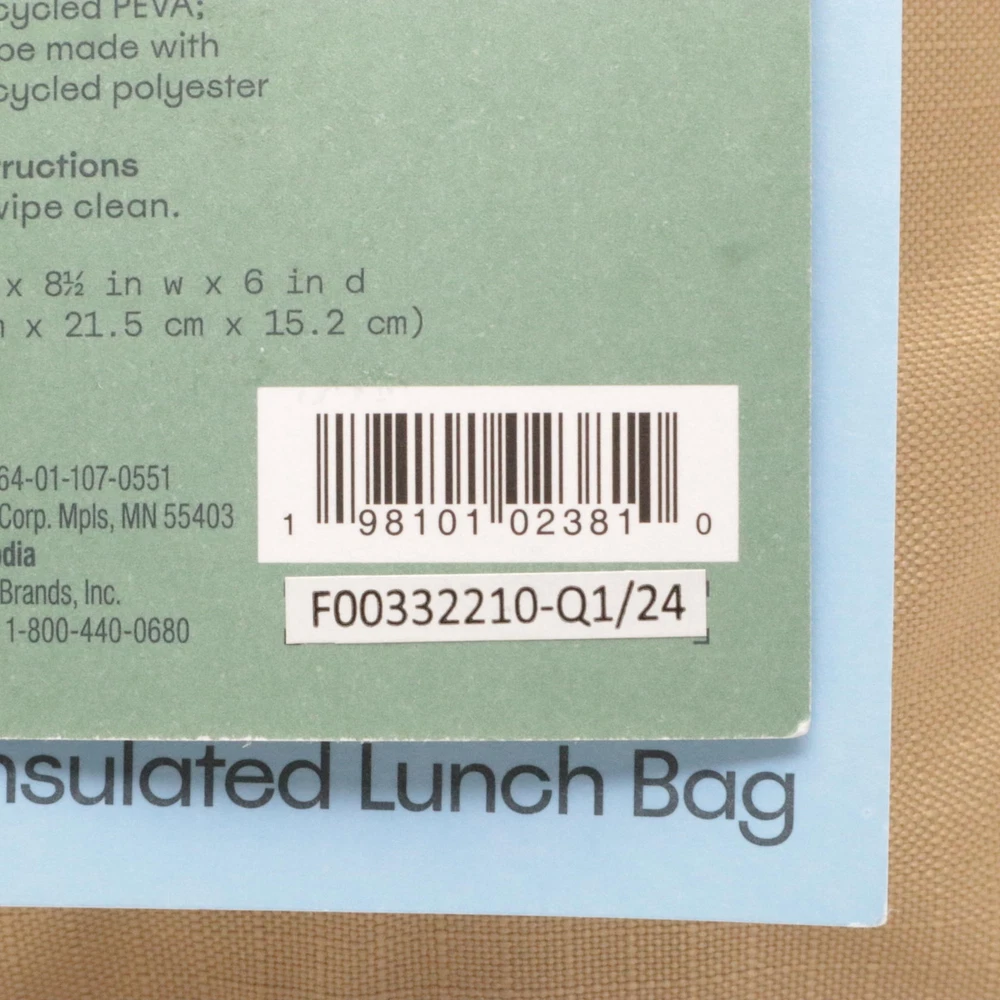 cycled PEVA;
pe made with
cycled polyester
ructions
wipe clean.
x 8½ in w x 6 in d
x 21.5 cm x 15.2 cm)
64-01-107-0551
Corp. Mpls, MN 55403
odia
Brands, Inc.
1-800-440-0680
1 98101 02381 0
F00332210-Q1/24
nsulated Lunch Bag